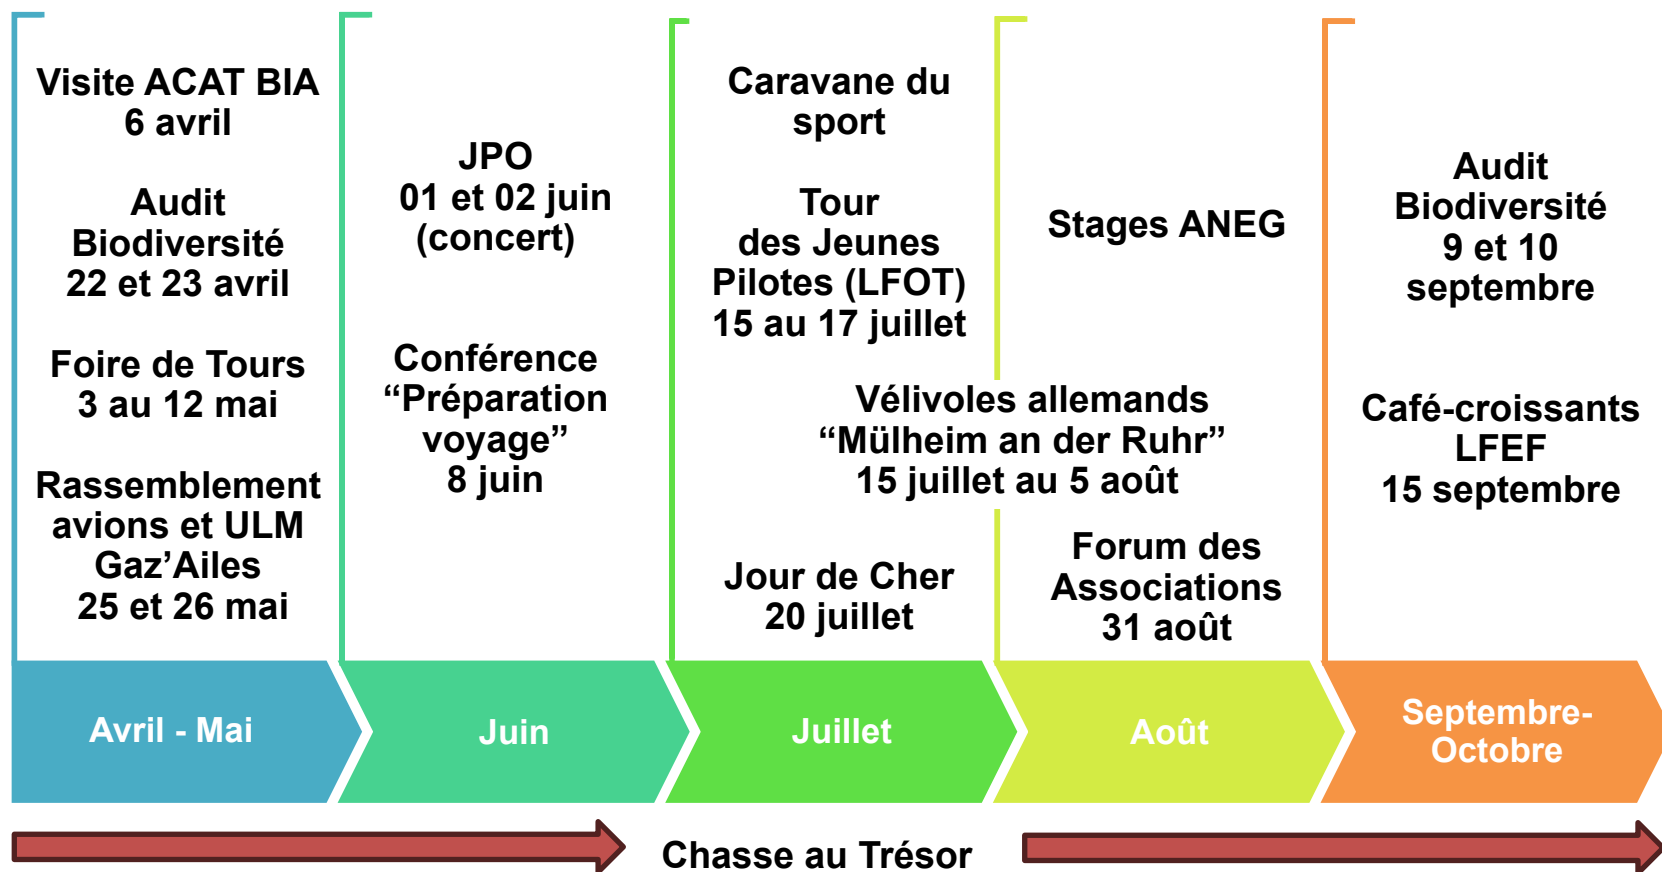 Visite ACAT BIA
6 avril
Audit
Biodiversité
22 et 23 avril
Foire de Tours
3 au 12 mai
Rassemblement
avions et ULM
Gaz’Ailes
25 et 26 mai
JPO
01 et 02 juin
(concert)
Conférence
“Préparation
voyage”
8 juin
Caravane du
sport
Tour
des Jeunes
Pilotes (LFOT)
15 au 17 juillet
Vélivoles allemands
“Mülheim an der Ruhr”
15 juillet au 5 août
Jour de Cher
20 juillet
Stages ANEG
Forum des
Associations
31 août
Audit
Biodiversité
9 et 10
septembre
Café-croissants
LFEF
15 septembre
Avril - Mai
Juin
Juillet
Août
Septembre-
Octobre
Chasse au Trésor